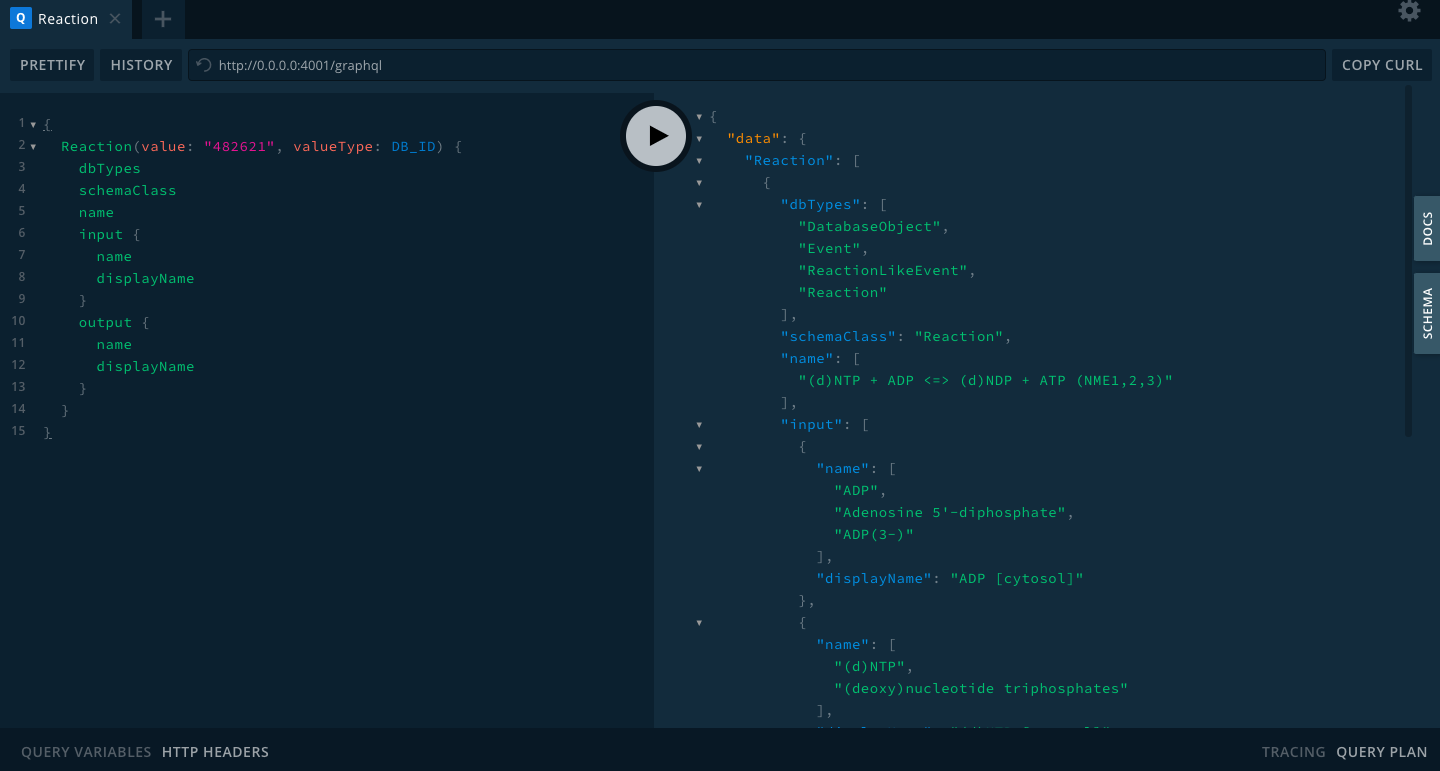 Q Reaction
PRETTIFY HISTORY http://0.0.0.0:4001/graphql COPY CURL
1 {
2 Reaction(value: "482621", valueType: DB_ID) {
3 dbTypes
4 schemaClass
5 name
6 input {
7 name
8 displayName
9 }
10 output {
11 name
12 displayName
13 }
14 }
15 }
{
"data": {
"Reaction": [
{
"dbTypes": [
"DatabaseObject",
"Event",
"ReactionLikeEvent",
"Reaction"
],
"schemaClass": "Reaction",
"name": [
"(d)NTP + ADP <=> (d)NDP + ATP (NME1,2,3)"
],
"input": [
{
"name": [
"ADP",
"Adenosine 5'-diphosphate",
"ADP(3-)"
],
"displayName": "ADP [cytosol]"
},
{
"name": [
"(d)NTP",
"(deoxy)nucleotide triphosphates"
],
DOCS
SCHEMA
QUERY VARIABLES HTTP HEADERS
TRACING QUERY PLAN